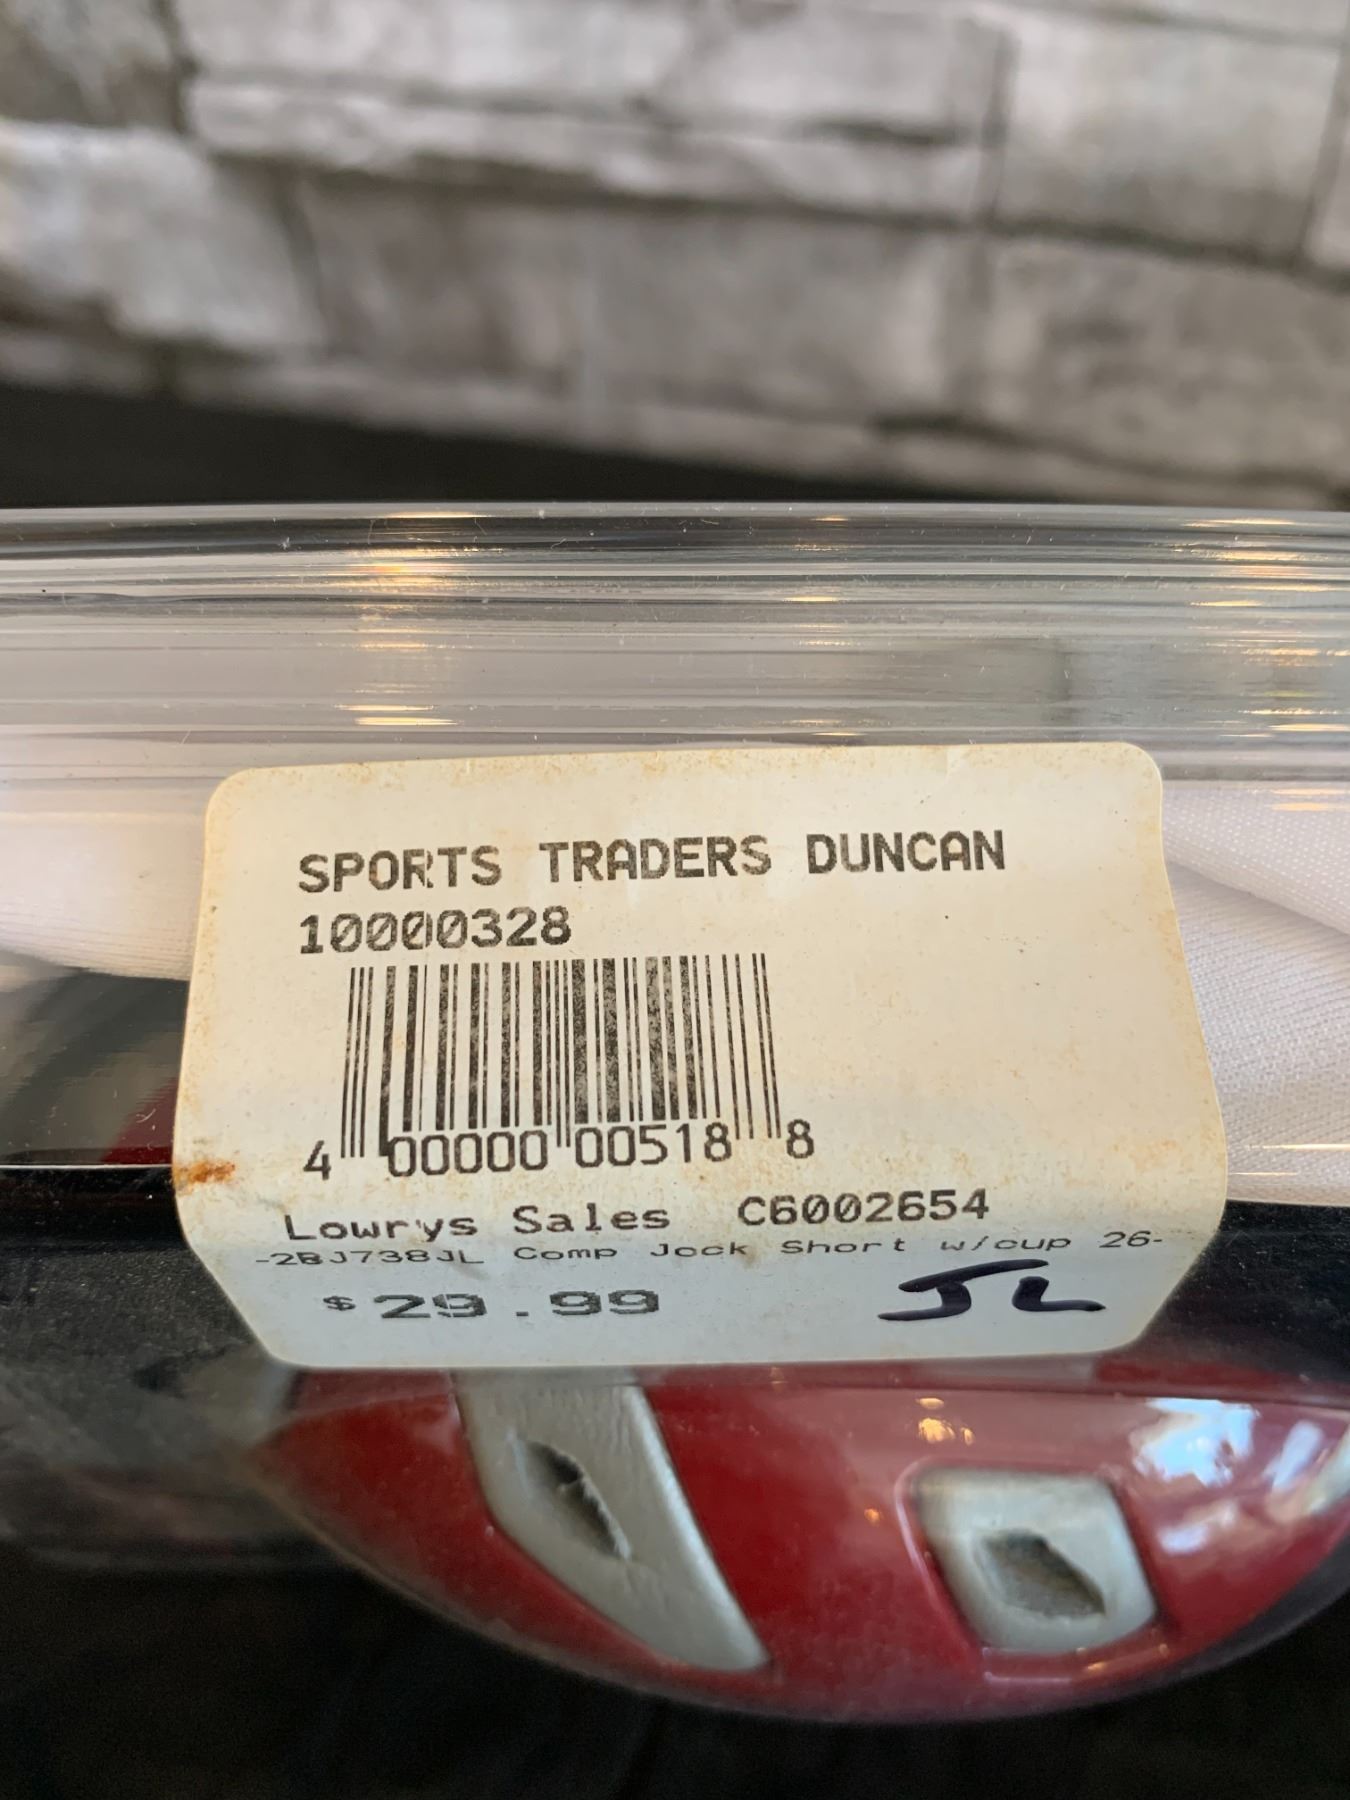 SPORTS TRADERS DUNCAN
10000328
4 00000 00518 8
Lowrys Sales C6002654
-2BJ738JL Comp Jock Short w/cup 26-
$29.99 JL